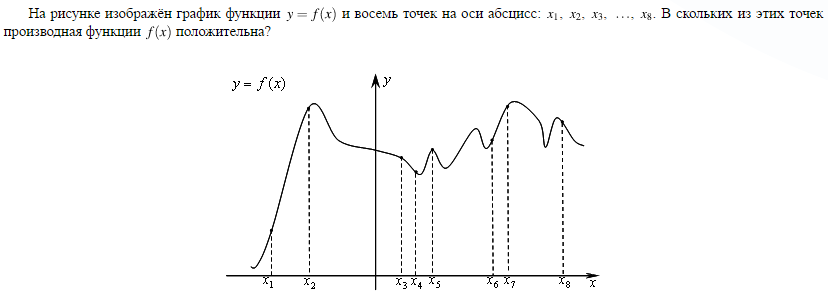 На рисунке изображён график функции y = f(x) и восемь точек на оси абсцисс: x₁, x₂, x₃, …, x₈. В скольких из этих точек
производная функции f(x) положительна?
y = f(x)
y
x₁ x₂ x₃ x₄ x₅ x₆ x₇ x₈ x